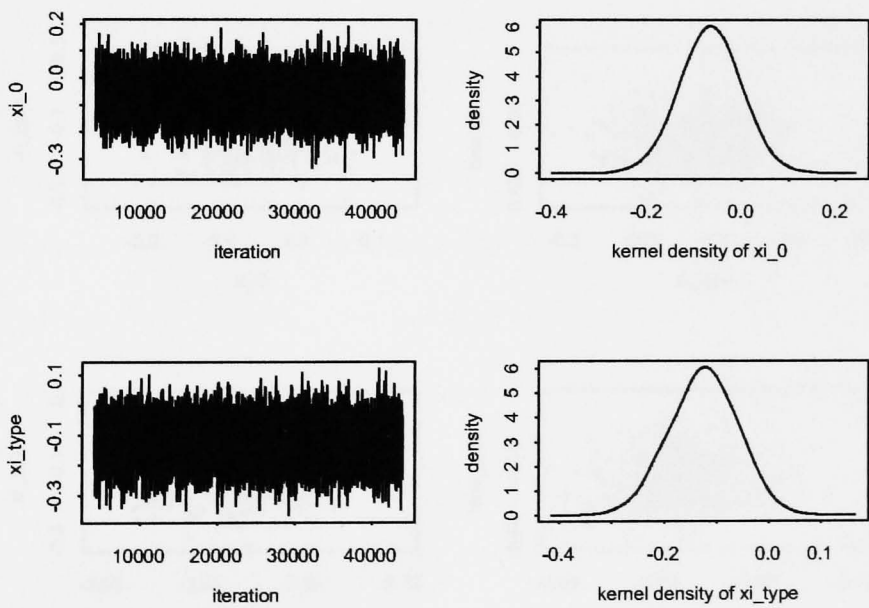 xi_0
0.2
0.0
-0.3
10000 20000 30000 40000
iteration
density
6
5
4
3
2
1
0
-0.4 -0.2 0.0 0.2
kernel density of xi_0
xi_type
0.1
-0.1
-0.3
10000 20000 30000 40000
iteration
density
6
5
4
3
2
1
0
-0.4 -0.2 0.0 0.1
kernel density of xi_type